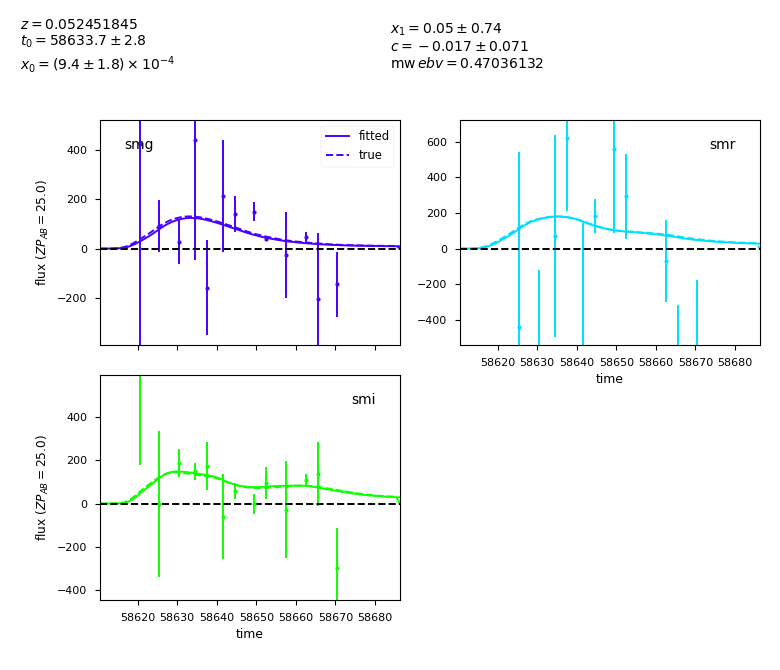 z = 0.052451845
t₀ = 58633.7 ± 2.8
x₀ = (9.4 ± 1.8) × 10⁻⁴
x₁ = 0.05 ± 0.74
c = −0.017 ± 0.071
mw ebv = 0.47036132
smg
fitted
true
400
200
0
−200
flux (ZP_AB = 25.0)
smr
600
400
200
0
−200
−400
58620 58630 58640 58650 58660 58670 58680
time
smi
400
200
0
−200
−400
flux (ZP_AB = 25.0)
58620 58630 58640 58650 58660 58670 58680
time